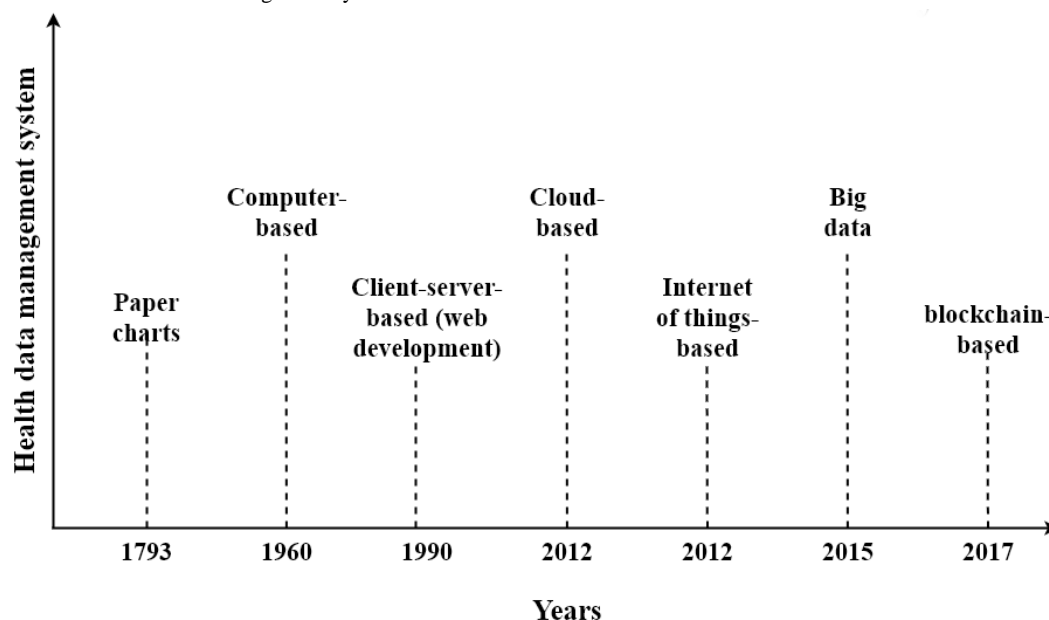 Health data management system
Computer-
based
Cloud-
based
Big
data
Paper
charts
Client-server-
based (web
development)
Internet
of things-
based
blockchain-
based
1793
1960
1990
2012
2012
2015
2017
Years